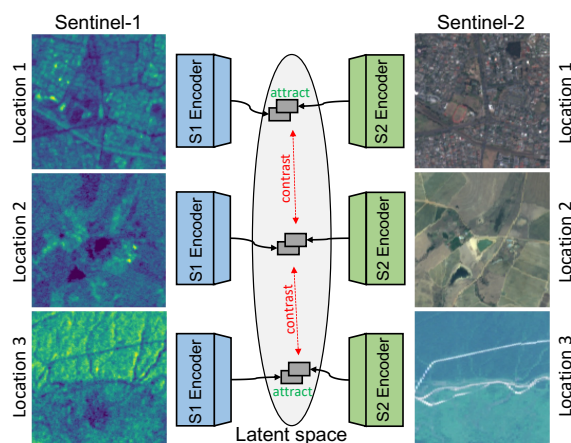 Sentinel-1
Sentinel-2
Location 1
S1 Encoder
attract
S2 Encoder
Location 1
contrast
Location 2
S1 Encoder
S2 Encoder
Location 2
contrast
Location 3
S1 Encoder
attract
S2 Encoder
Location 3
Latent space